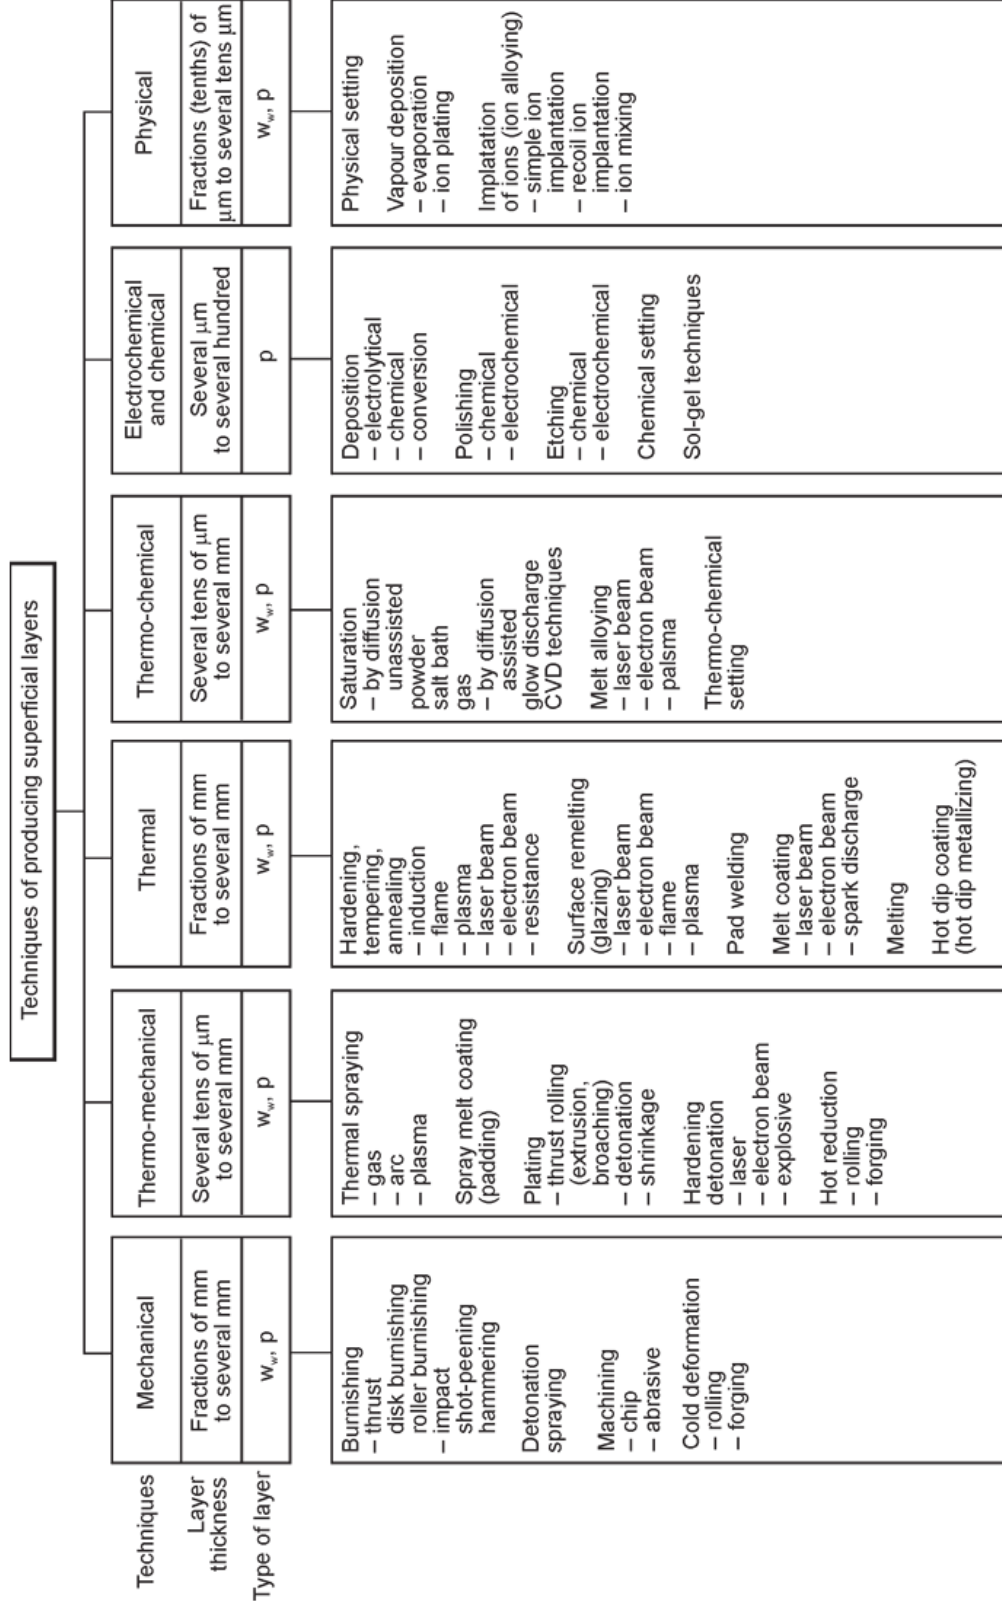 Techniques of producing superficial layers
Techniques
Layer
thickness
Type of layer
Mechanical
Fractions of mm
to several mm
w_w, p
Burnishing
– thrust
disk burnishing
roller burnishing
– impact
shot-peening
hammering
Detonation
spraying
Machining
– chip
– abrasive
Cold deformation
– rolling
– forging
Thermo-mechanical
Several tens of μm
to several mm
w_w, p
Thermal spraying
– gas
– arc
– plasma
Spray melt coating
(padding)
Plating
– thrust rolling
(extrusion,
broaching)
– detonation
– shrinkage
Hardening
detonation
– laser
– electron beam
– explosive
Hot reduction
– rolling
– forging
Thermal
Fractions of mm
to several mm
w_w, p
Hardening,
tempering,
annealing
– induction
– flame
– plasma
– laser beam
– electron beam
– resistance
Surface remelting
(glazing)
– laser beam
– electron beam
– flame
– plasma
Pad welding
Melt coating
– laser beam
– electron beam
– spark discharge
Melting
Hot dip coating
(hot dip metallizing)
Thermo-chemical
Several tens of μm
to several mm
w_w, p
Saturation
– by diffusion
unassisted
powder
salt bath
gas
– by diffusion
assisted
glow discharge
CVD techniques
Melt alloying
– laser beam
– electron beam
– palsma
Thermo-chemical
setting
Electrochemical
and chemical
Several μm
to several hundred
p
Deposition
– electrolytical
– chemical
– conversion
Polishing
– chemical
– electrochemical
Etching
– chemical
– electrochemical
Chemical setting
Sol-gel techniques
Physical
Fractions (tenths) of
μm to several tens μm
w_w, p
Physical setting
Vapour deposition
– evaporation
– ion plating
Implatation
of ions (ion alloying)
– simple ion
implantation
– recoil ion
implantation
– ion mixing